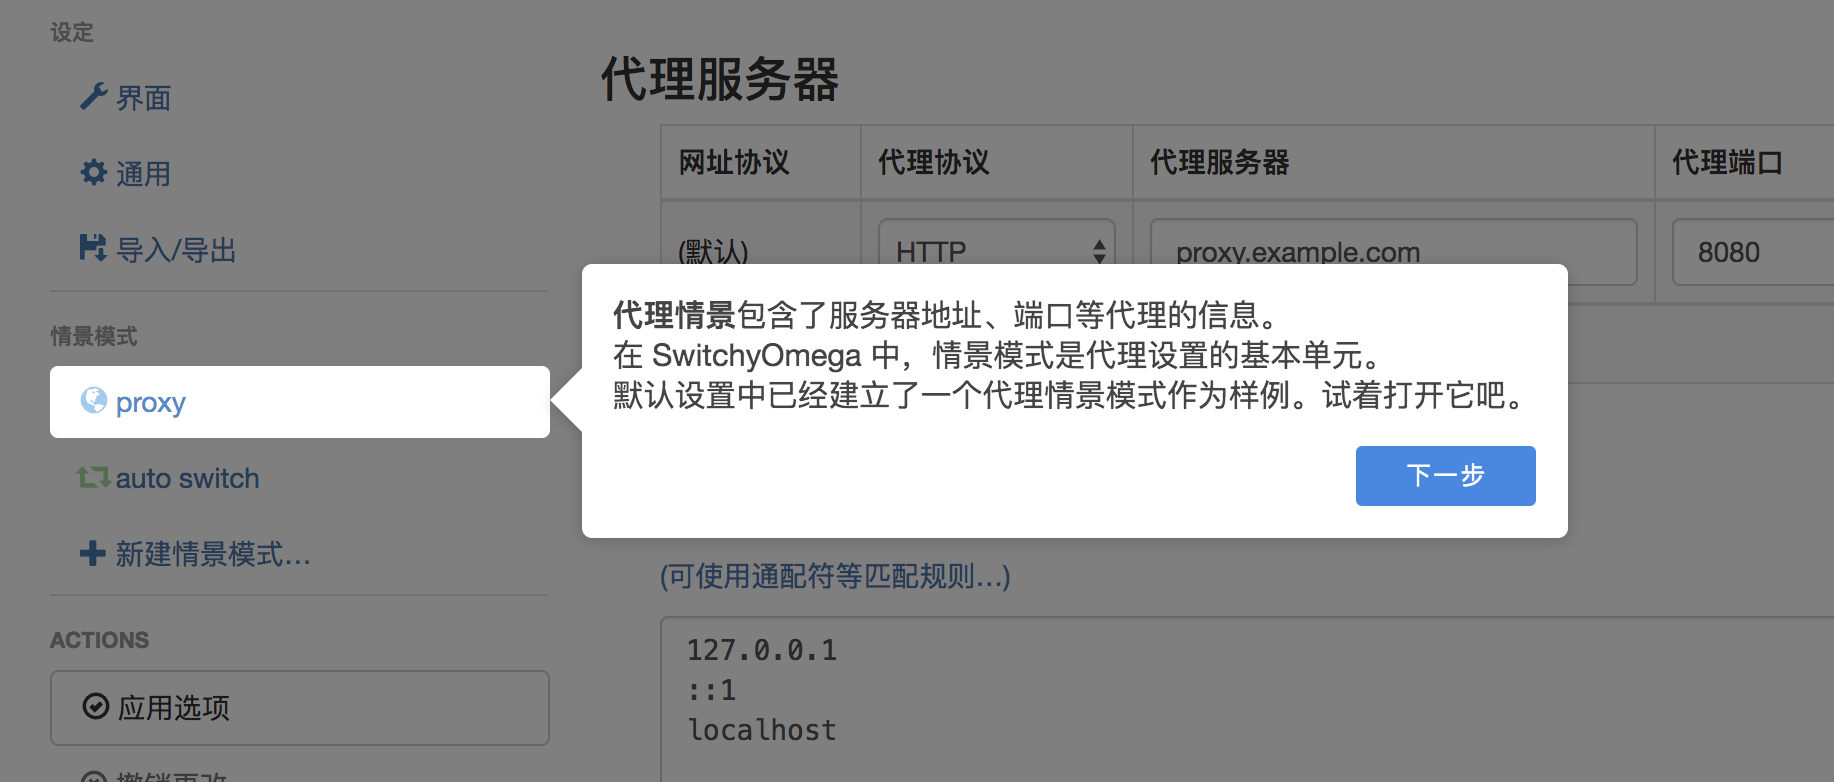 设定
界面
通用
导入/导出
情景模式
proxy
auto switch
新建情景模式...
ACTIONS
应用选项
撤销更改
代理服务器
网址协议 代理协议 代理服务器 代理端口
(默认) HTTP proxy.example.com 8080
代理情景包含了服务器地址、端口等代理的信息。
在 SwitchyOmega 中，情景模式是代理设置的基本单元。
默认设置中已经建立了一个代理情景模式作为样例。试着打开它吧。
下一步
(可使用通配符等匹配规则...)
127.0.0.1
::1
localhost